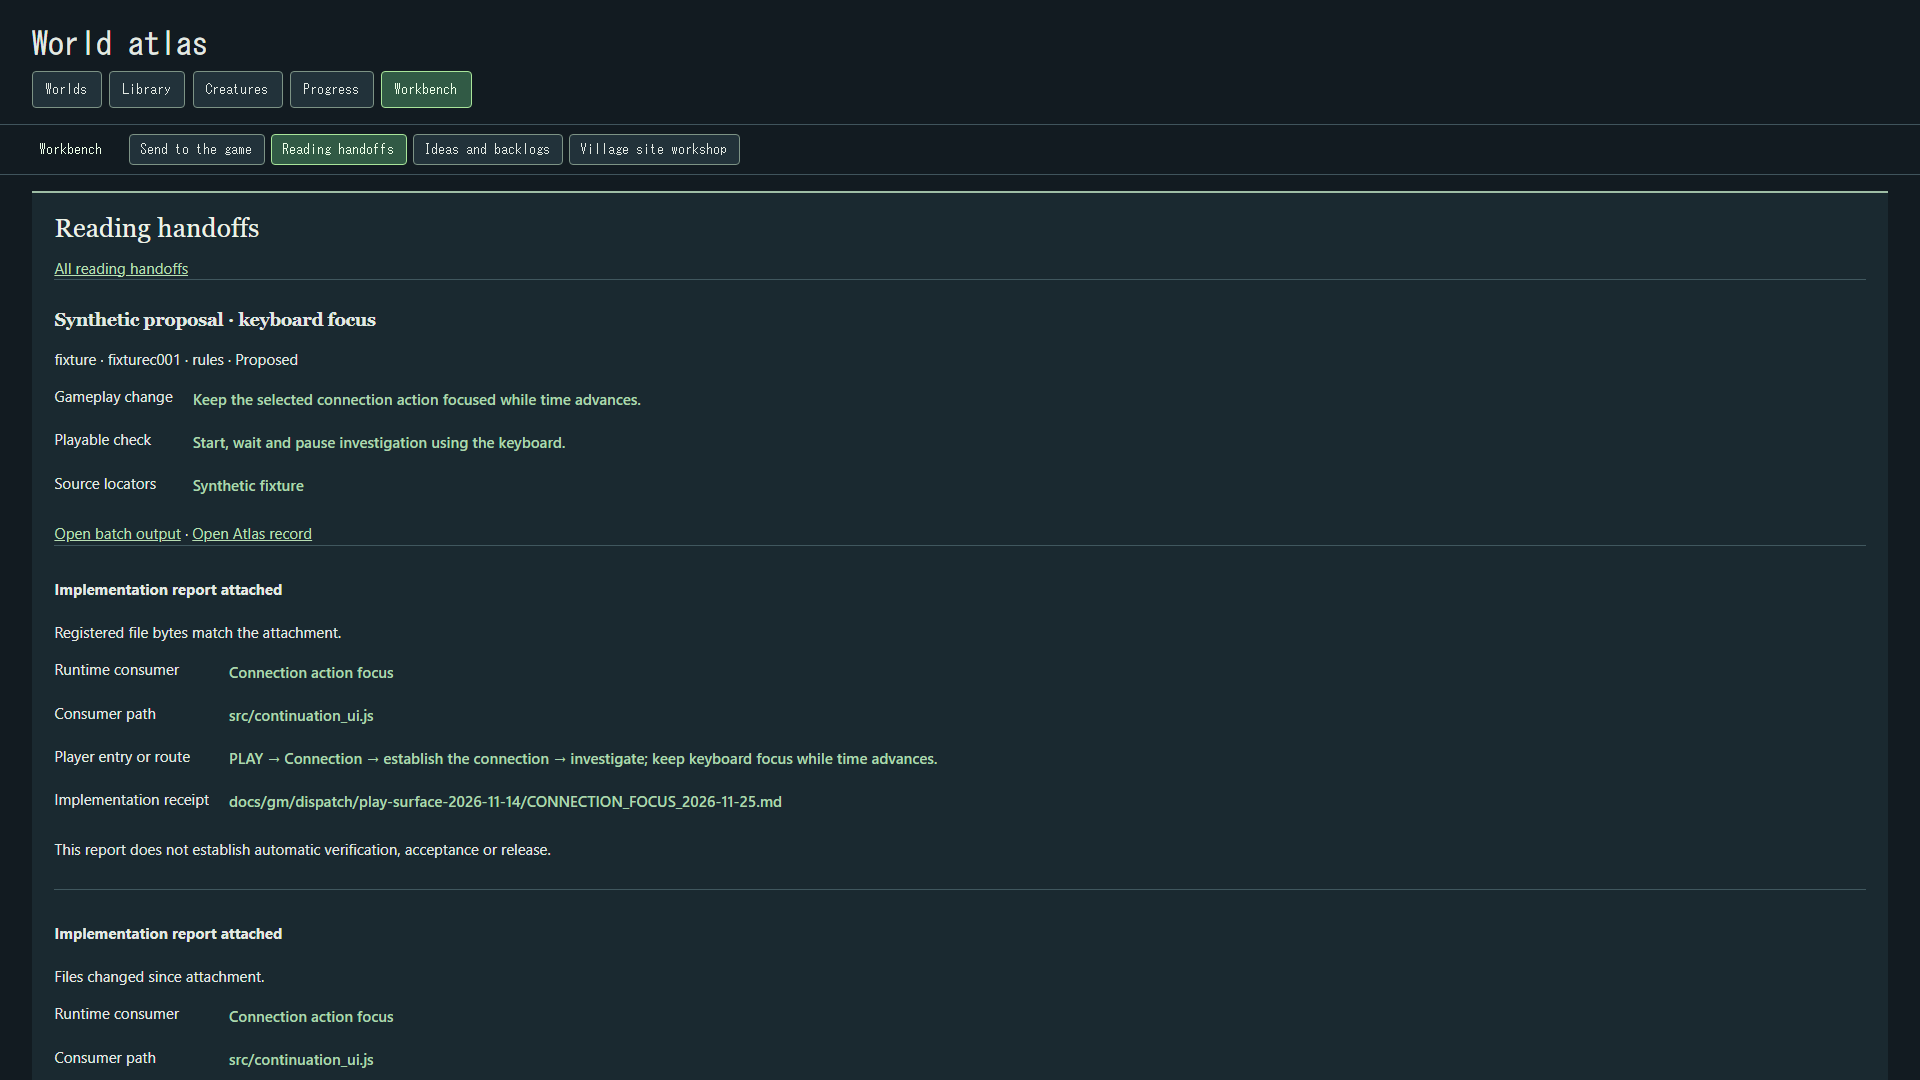 World atlas
Worlds Library Creatures Progress Workbench
Workbench Send to the game Reading handoffs Ideas and backlogs Village site workshop
Reading handoffs
All reading handoffs
Synthetic proposal · keyboard focus
fixture · fixturec001 · rules · Proposed
Gameplay change Keep the selected connection action focused while time advances.
Playable check Start, wait and pause investigation using the keyboard.
Source locators Synthetic fixture
Open batch output · Open Atlas record
Implementation report attached
Registered file bytes match the attachment.
Runtime consumer Connection action focus
Consumer path src/continuation_ui.js
Player entry or route PLAY → Connection → establish the connection → investigate; keep keyboard focus while time advances.
Implementation receipt docs/gm/dispatch/play-surface-2026-11-14/CONNECTION_FOCUS_2026-11-25.md
This report does not establish automatic verification, acceptance or release.
Implementation report attached
Files changed since attachment.
Runtime consumer Connection action focus
Consumer path src/continuation_ui.js